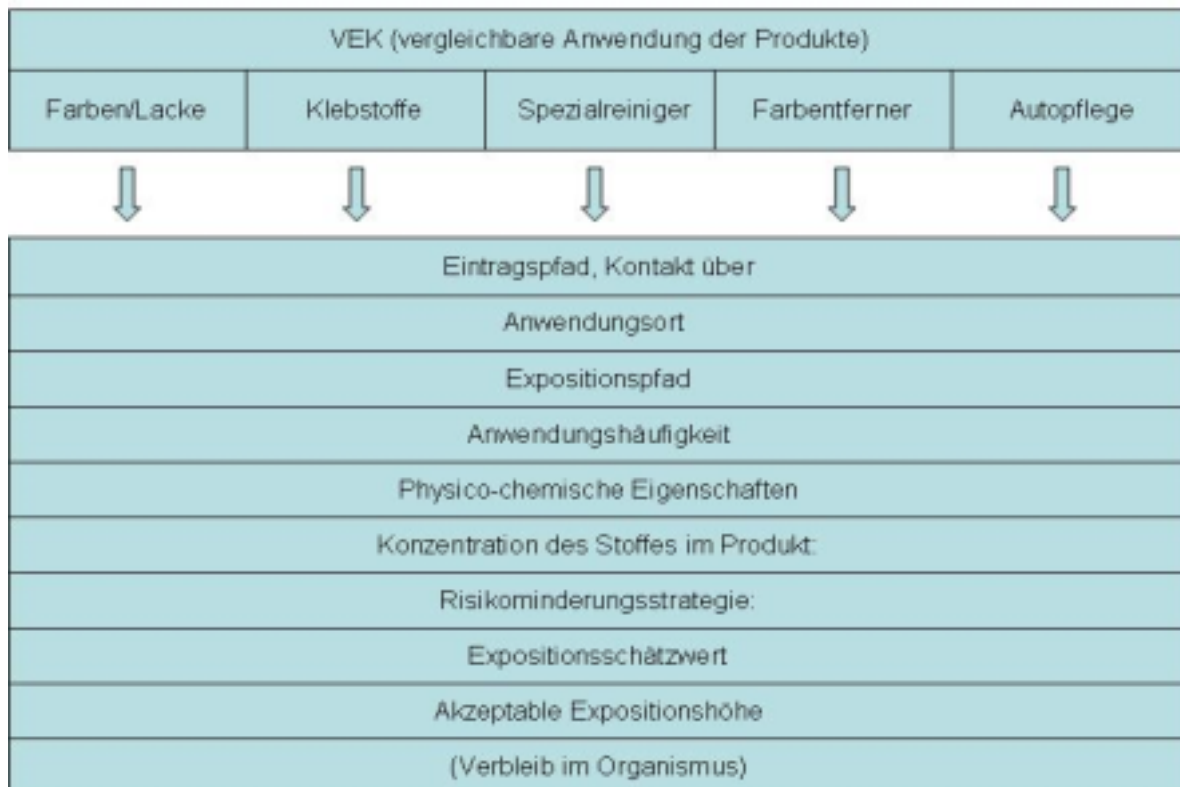 VEK (vergleichbare Anwendung der Produkte)
Farben/Lacke Klebstoffe Spezialreiniger Farbentferner Autopflege
Eintragspfad, Kontakt über
Anwendungsort
Expositionspfad
Anwendungshäufigkeit
Physico-chemische Eigenschaften
Konzentration des Stoffes im Produkt:
Risikominderungsstrategie:
Expositionsschätzwert
Akzeptable Expositionshöhe
(Verbleib im Organismus)